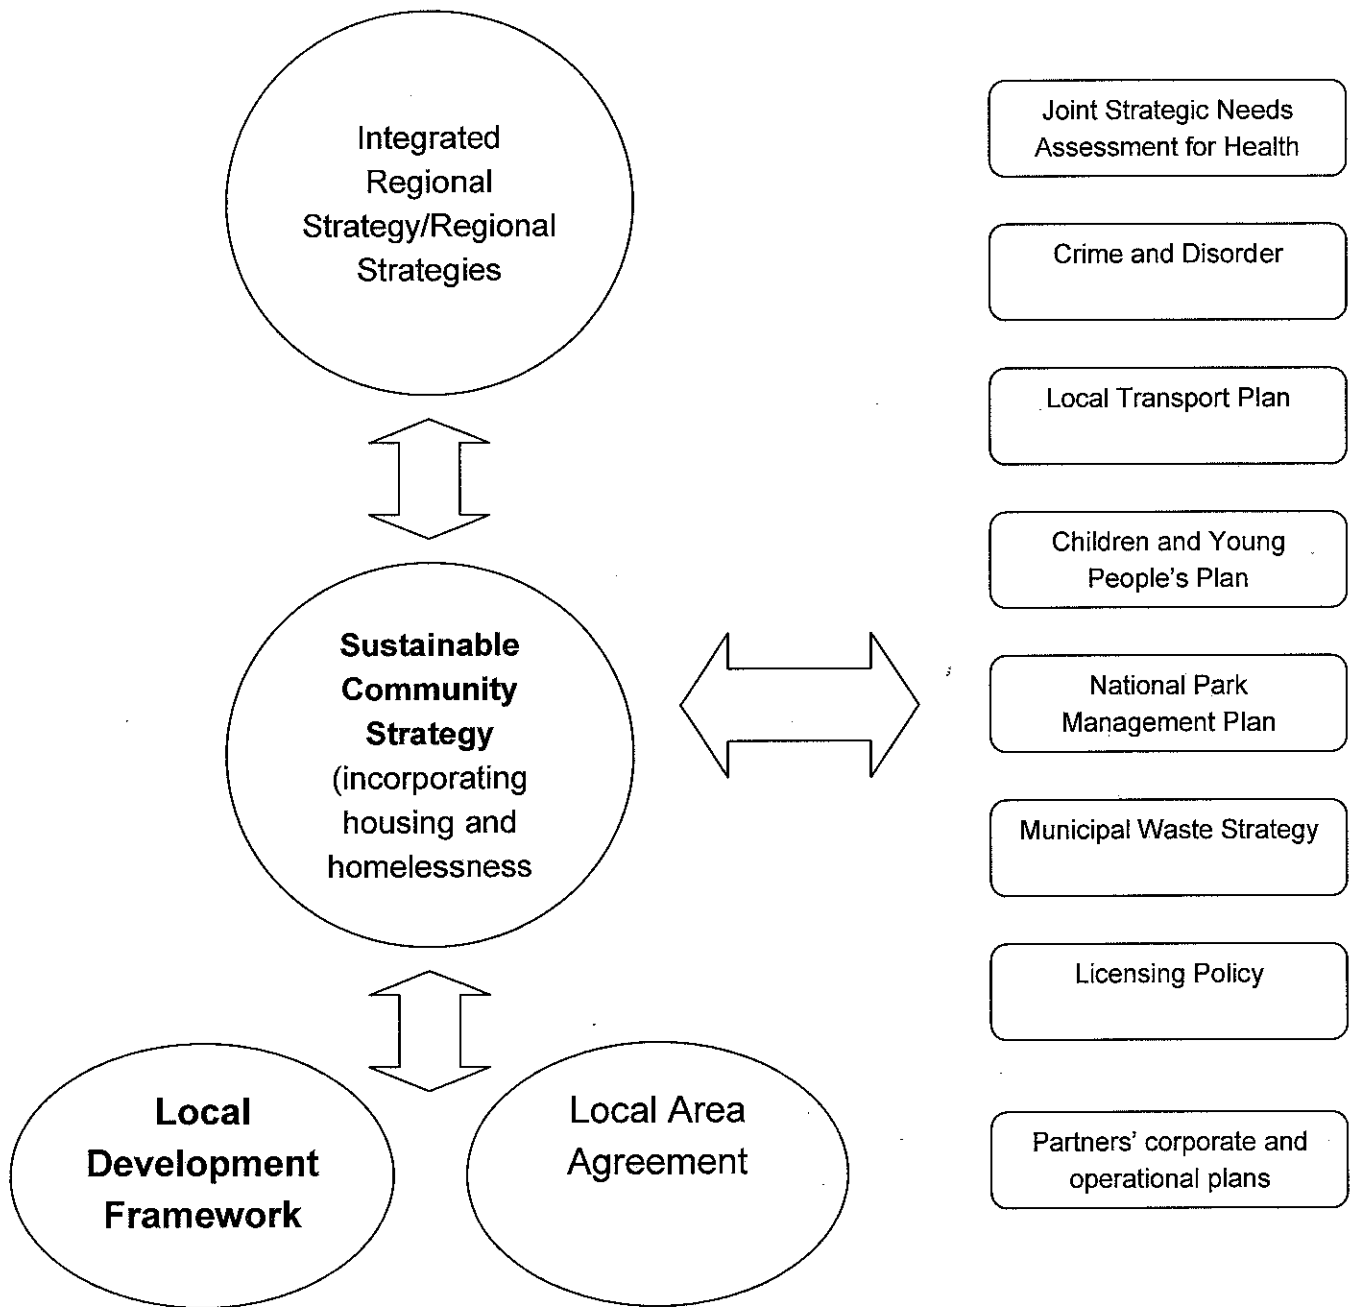 Integrated
Regional
Strategy/Regional
Strategies
Sustainable
Community
Strategy
(incorporating
housing and
homelessness
Local
Development
Framework
Local Area
Agreement
Joint Strategic Needs
Assessment for Health
Crime and Disorder
Local Transport Plan
Children and Young
People's Plan
National Park
Management Plan
Municipal Waste Strategy
Licensing Policy
Partners' corporate and
operational plans